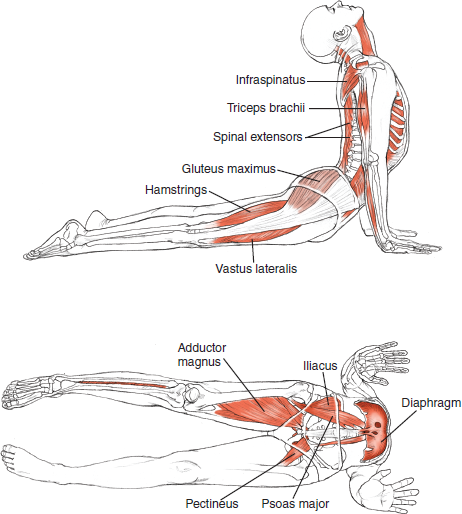 Infraspinatus
Triceps brachii
Spinal extensors
Gluteus maximus
Hamstrings
Vastus lateralis
Adductor
magnus
Iliacus
Diaphragm
Pectineus
Psoas major